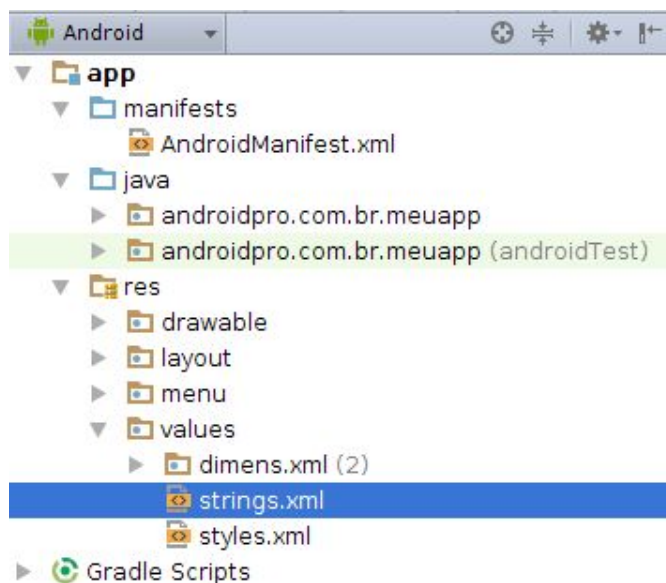 Android
app
manifests
AndroidManifest.xml
java
androidpro.com.br.meuapp
androidpro.com.br.meuapp (androidTest)
res
drawable
layout
menu
values
dimens.xml (2)
strings.xml
styles.xml
Gradle Scripts